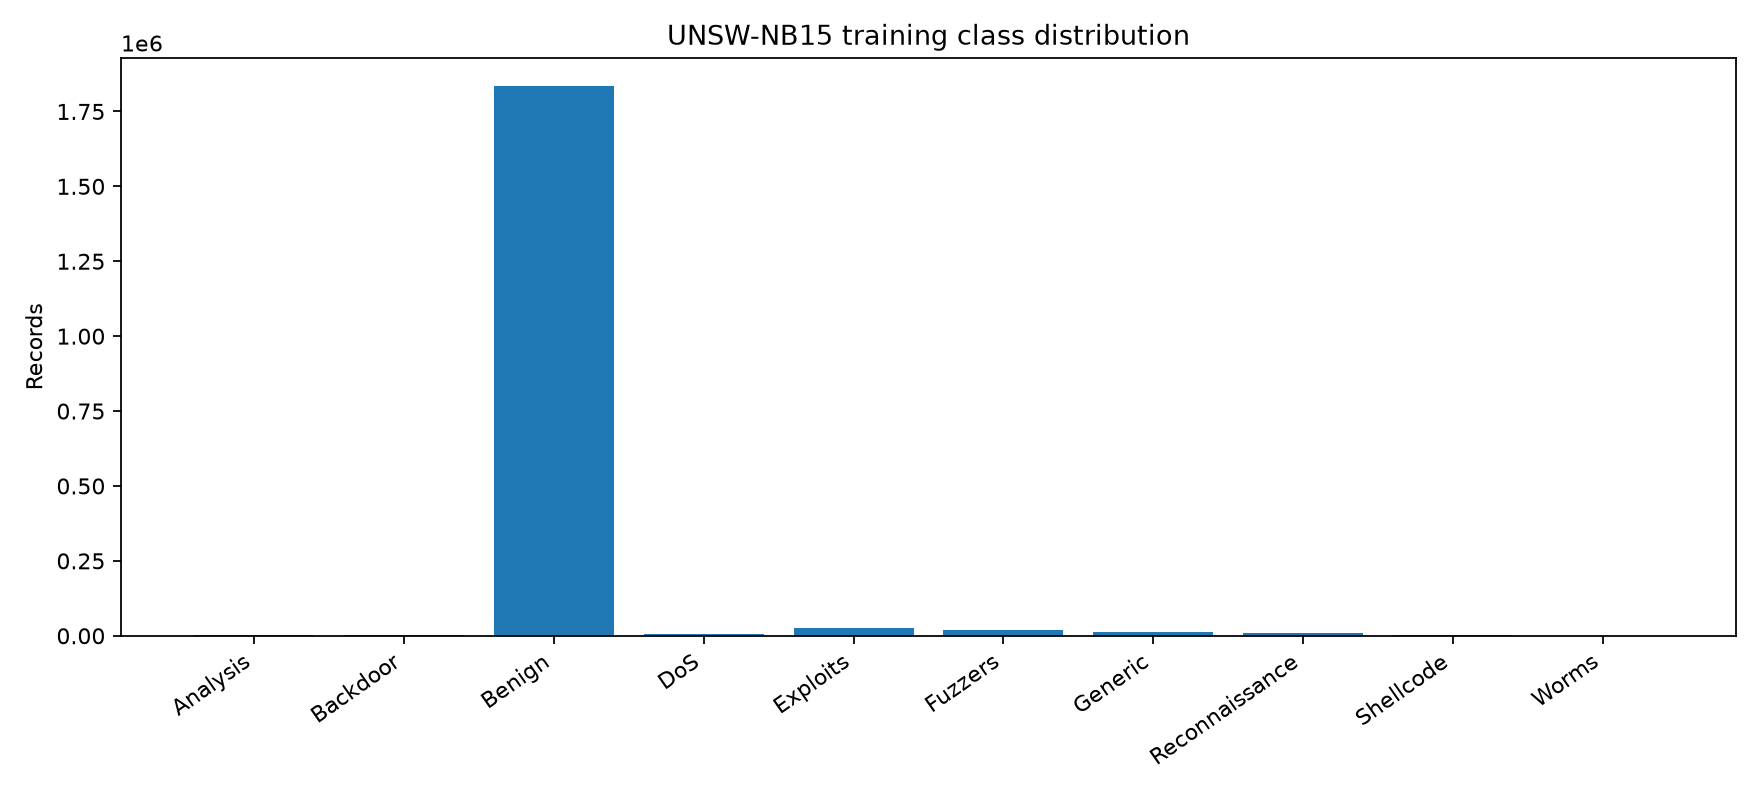 UNSW-NB15 training class distribution
1e6
1.75
1.50
1.25
1.00
0.75
0.50
0.25
0.00
Records
Analysis
Backdoor
Benign
DoS
Exploits
Fuzzers
Generic
Reconnaissance
Shellcode
Worms